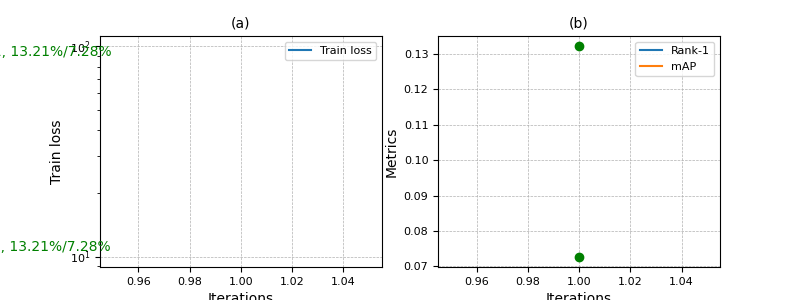 (a)
(b)
, 13.21%/7.28%
10²
Train loss
Train loss
, 13.21%/7.28%
10¹
0.96 0.98 1.00 1.02 1.04
Iterations
Rank-1
mAP
Metrics
0.13
0.12
0.11
0.10
0.09
0.08
0.07
0.96 0.98 1.00 1.02 1.04
Iterations